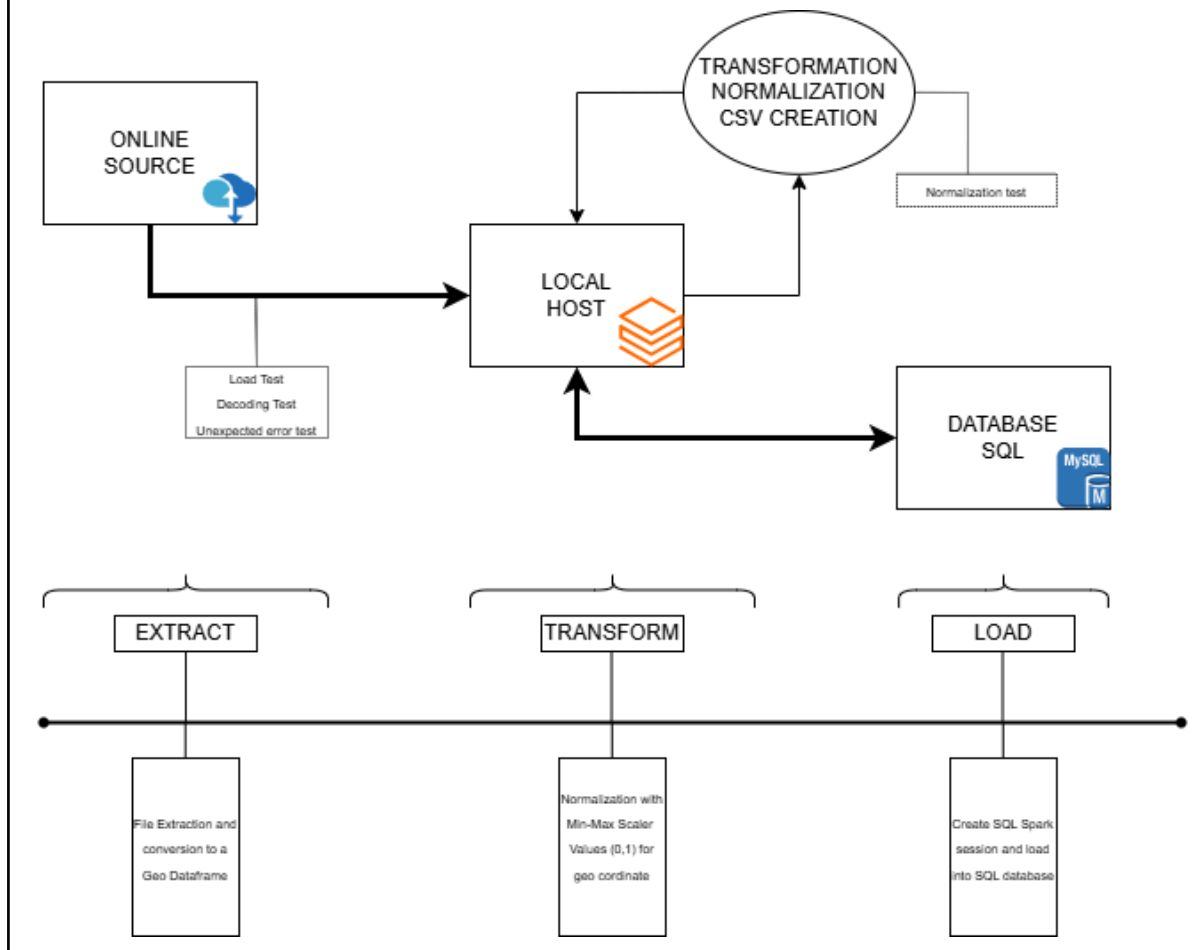 TRANSFORMATION
NORMALIZATION
CSV CREATION
ONLINE
SOURCE
Normalization test
LOCAL
HOST
Load Test
Decoding Test
Unexpected error test
DATABASE
SQL
MySQL
M
EXTRACT
TRANSFORM
LOAD
File Extraction and
conversion to a
Geo Dataframe
Normalization with
Min-Max Scaler
Values (0,1) for
geo cordinate
Create SQL Spark
session and load
into SQL database